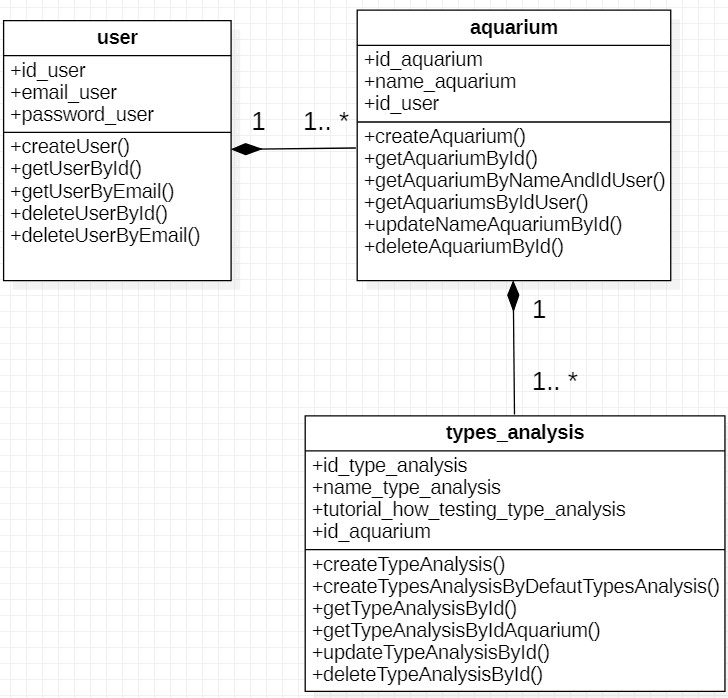 user
+id_user
+email_user
+password_user
+createUser()
+getUserById()
+getUserByEmail()
+deleteUserById()
+deleteUserByEmail()
1
1.. *
aquarium
+id_aquarium
+name_aquarium
+id_user
+createAquarium()
+getAquariumById()
+getAquariumByNameAndIdUser()
+getAquariumsByIdUser()
+updateNameAquariumById()
+deleteAquariumById()
1
1.. *
types_analysis
+id_type_analysis
+name_type_analysis
+tutorial_how_testing_type_analysis
+id_aquarium
+createTypeAnalysis()
+createTypesAnalysisByDefautTypesAnalysis()
+getTypeAnalysisById()
+getTypeAnalysisByIdAquarium()
+updateTypeAnalysisById()
+deleteTypeAnalysisById()